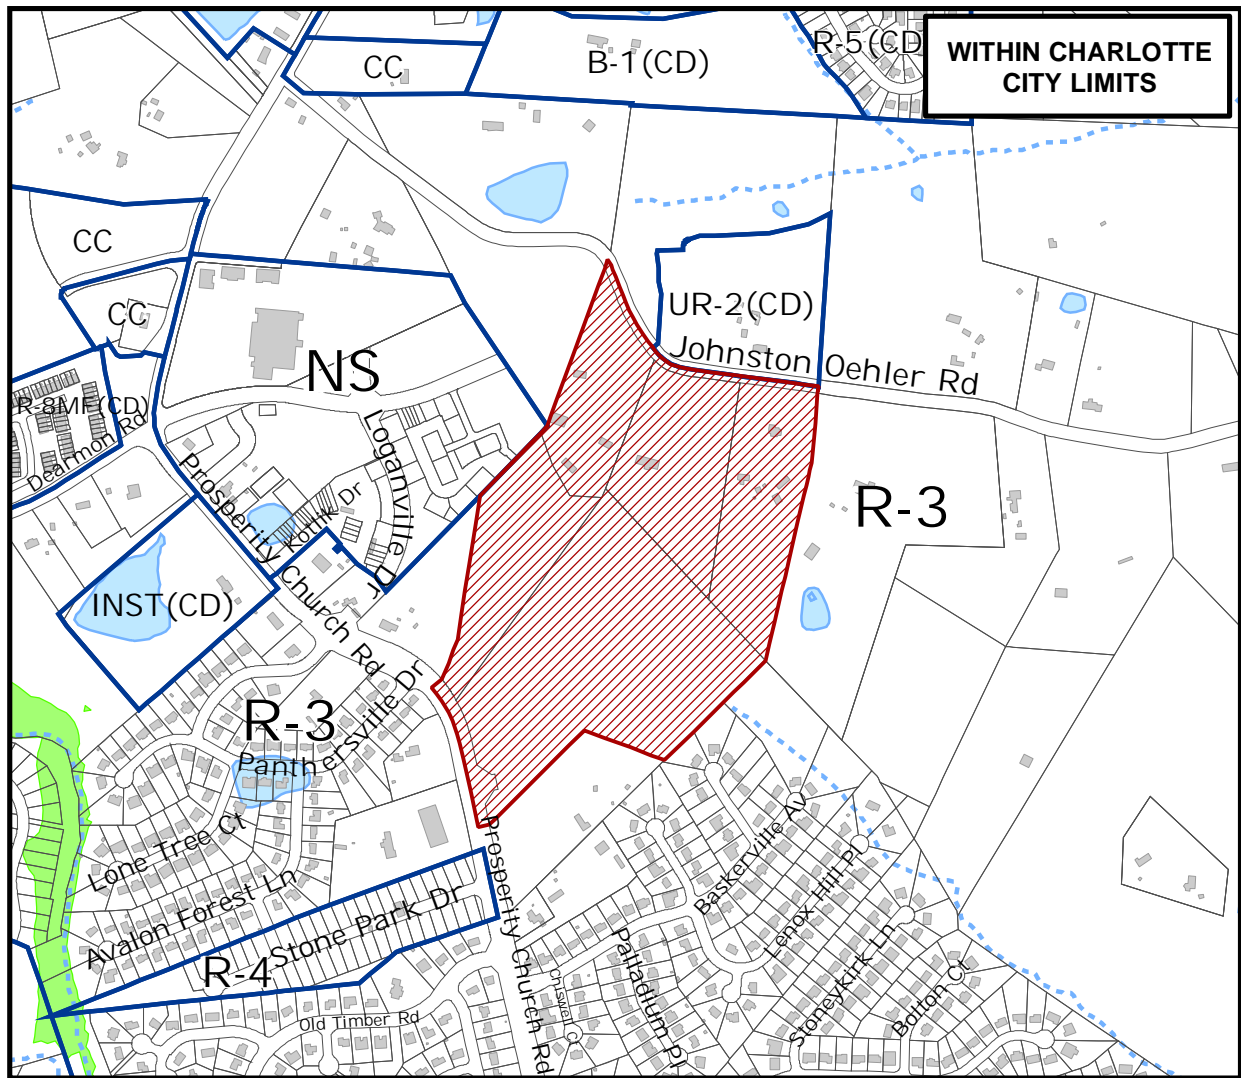 WITHIN CHARLOTTE
CITY LIMITS
R-5(CD
B-1(CD)
CC
CC
CC
UR-2(CD)
Johnston Oehler Rd
NS
R-8MF(CD)
Dearmon Rd
Loganville Dr
Kotlik Dr
Prosperity Church Rd
R-3
INST(CD)
R-3
Panthersville Dr
Lone Tree Ct
Avalon Forest Ln
Stone Park Dr
R-4
Prosperity Church Rd
Baskerville Av
Lenox Hill Pl
Stoneykirk Ln
Bolton Ct
Palladium Pl
Chiswell C
Old Timber Rd